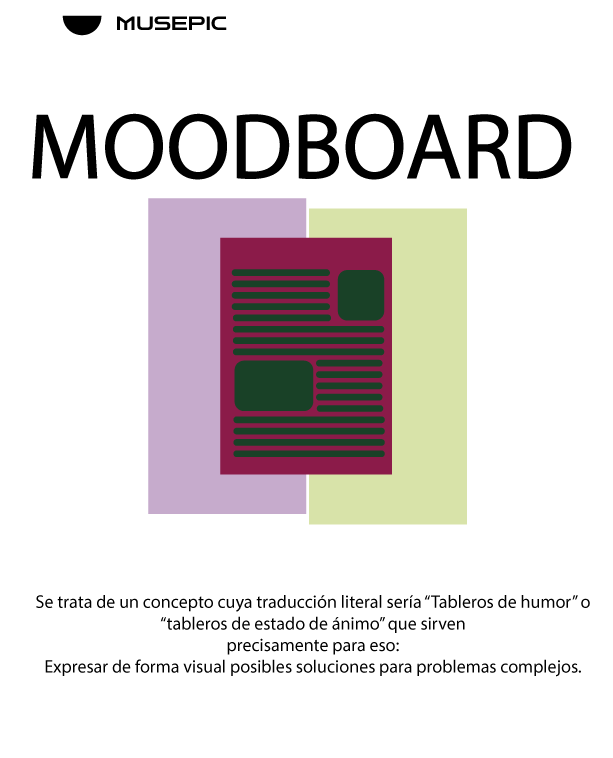 MUSEPIC
MOODBOARD
Se trata de un concepto cuya traducción literal sería “Tableros de humor” o
“tableros de estado de ánimo” que sirven
precisamente para eso:
Expresar de forma visual posibles soluciones para problemas complejos.